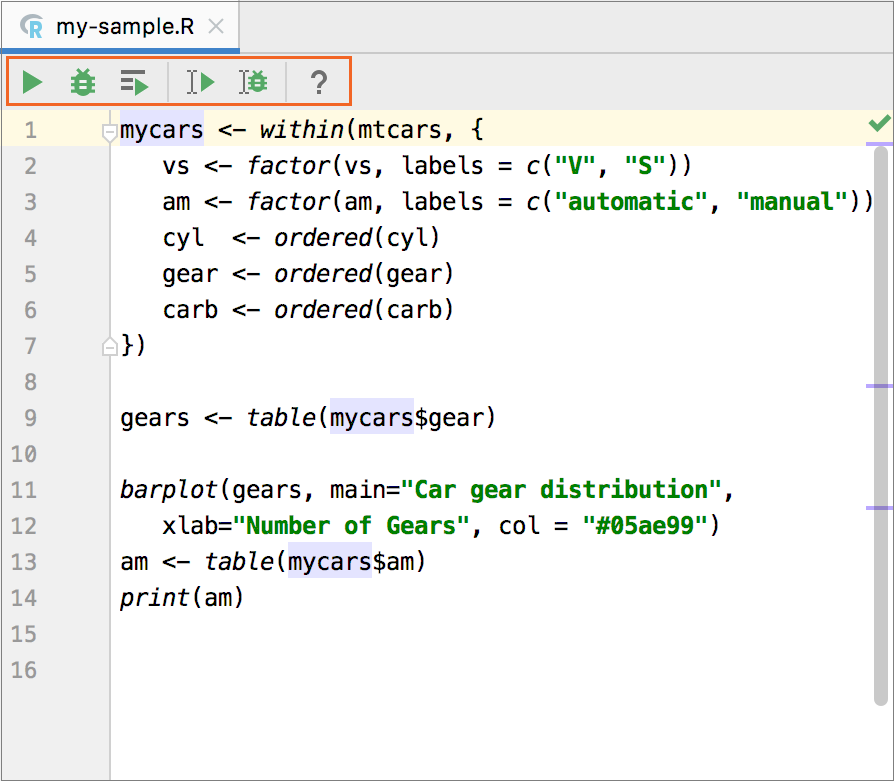 my-sample.R
?
1 mycars <- within(mtcars, {
2    vs <- factor(vs, labels = c("V", "S"))
3    am <- factor(am, labels = c("automatic", "manual"))
4    cyl  <- ordered(cyl)
5    gear <- ordered(gear)
6    carb <- ordered(carb)
7 })
8
9 gears <- table(mycars$gear)
10
11 barplot(gears, main="Car gear distribution",
12    xlab="Number of Gears", col = "#05ae99")
13 am <- table(mycars$am)
14 print(am)
15
16